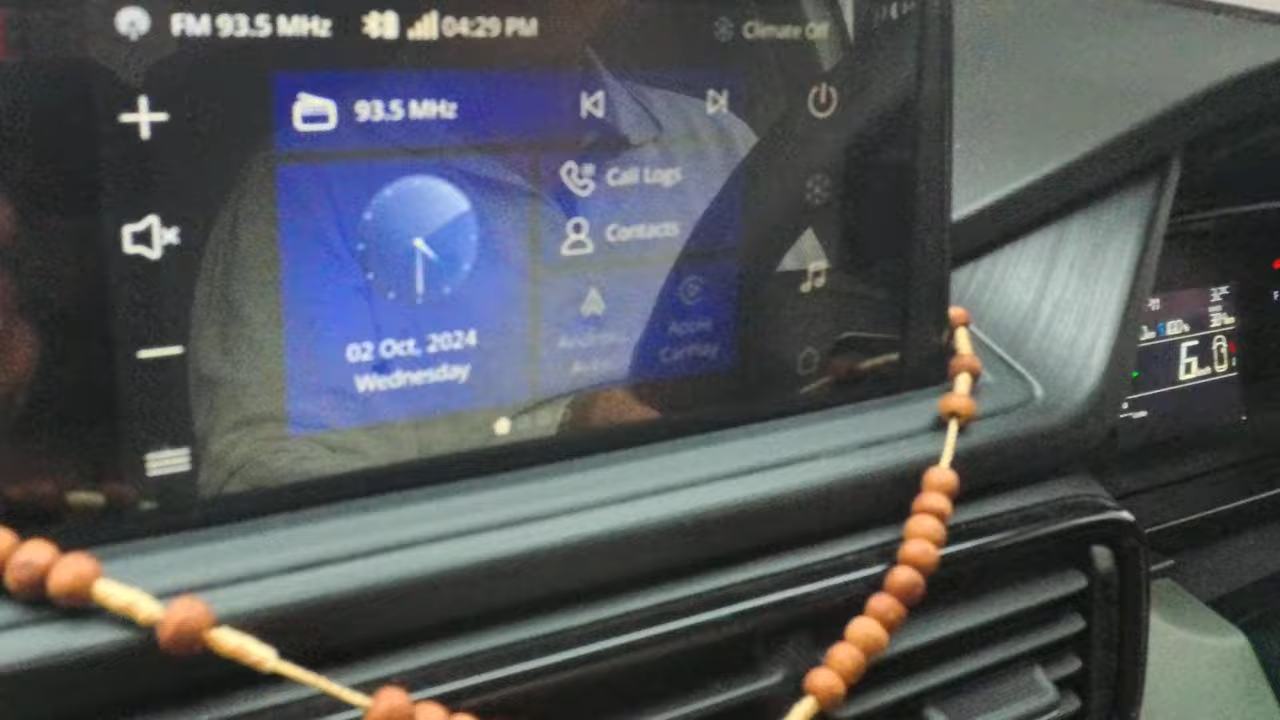 FM 93.5 MHz 04:29 PM Climate Off
93.5 MHz
Call Logs
Contacts
02 Oct, 2024
Wednesday
Apple
CarPlay